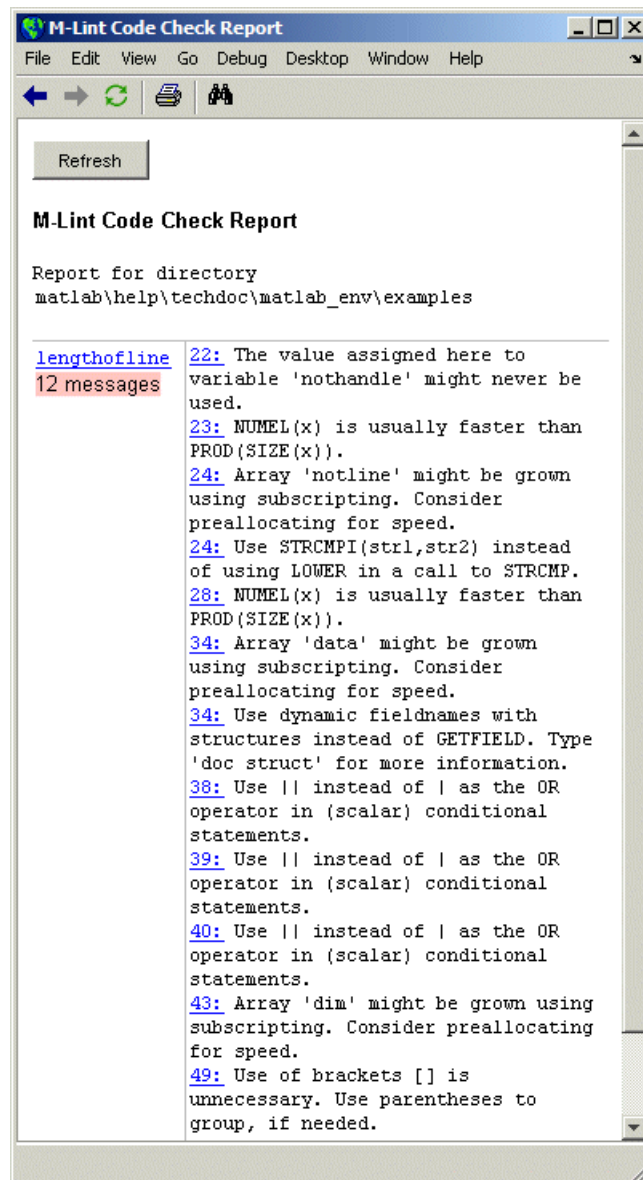 M-Lint Code Check Report
File Edit View Go Debug Desktop Window Help
Refresh
M-Lint Code Check Report
Report for directory
matlab\help\techdoc\matlab_env\examples
lengthofline
12 messages
22: The value assigned here to
variable 'nothandle' might never be
used.
23: NUMEL(x) is usually faster than
PROD(SIZE(x)).
24: Array 'notline' might be grown
using subscripting. Consider
preallocating for speed.
24: Use STRCMPI(str1,str2) instead
of using LOWER in a call to STRCMP.
28: NUMEL(x) is usually faster than
PROD(SIZE(x)).
34: Array 'data' might be grown
using subscripting. Consider
preallocating for speed.
34: Use dynamic fieldnames with
structures instead of GETFIELD. Type
'doc struct' for more information.
38: Use || instead of | as the OR
operator in (scalar) conditional
statements.
39: Use || instead of | as the OR
operator in (scalar) conditional
statements.
40: Use || instead of | as the OR
operator in (scalar) conditional
statements.
43: Array 'dim' might be grown using
subscripting. Consider preallocating
for speed.
49: Use of brackets [] is
unnecessary. Use parentheses to
group, if needed.